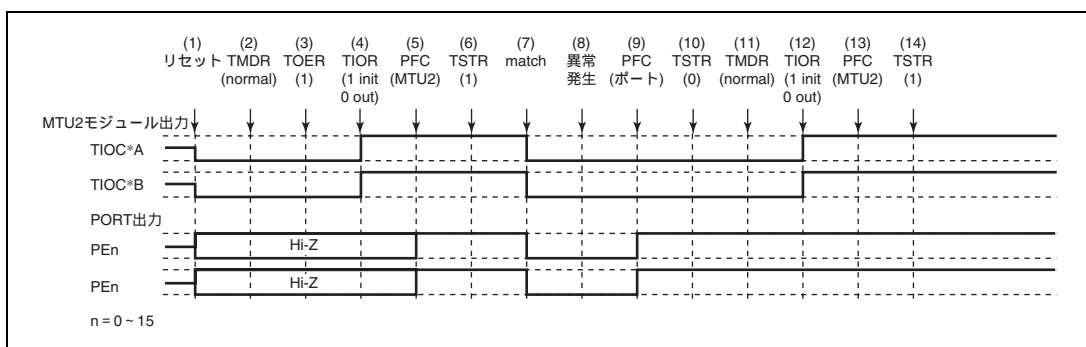 (1) (2) (3) (4) (5) (6) (7) (8) (9) (10) (11) (12) (13) (14)
リセット TMDR TOER TIOR PFC TSTR match 異常 PFC TSTR TMDR TIOR PFC TSTR
(normal) (1) (1 init (MTU2) (1) 発生 (ポート) (0) (normal) (1 init (MTU2) (1)
0 out) 0 out)
MTU2モジュール出力
TIOC*A
TIOC*B
PORT出力
PEn Hi-Z
PEn Hi-Z
n = 0 ~ 15